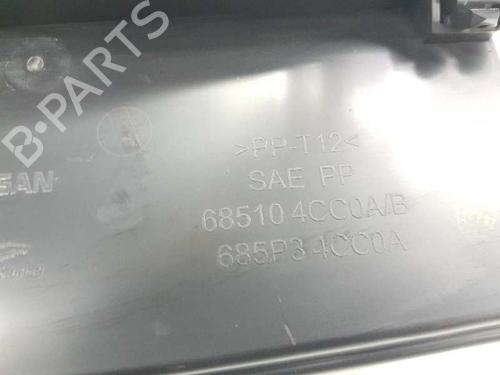 >PP-T12<
SAE PP
68510 4CC0A/B
685P3 4CC0A
B-PARTS